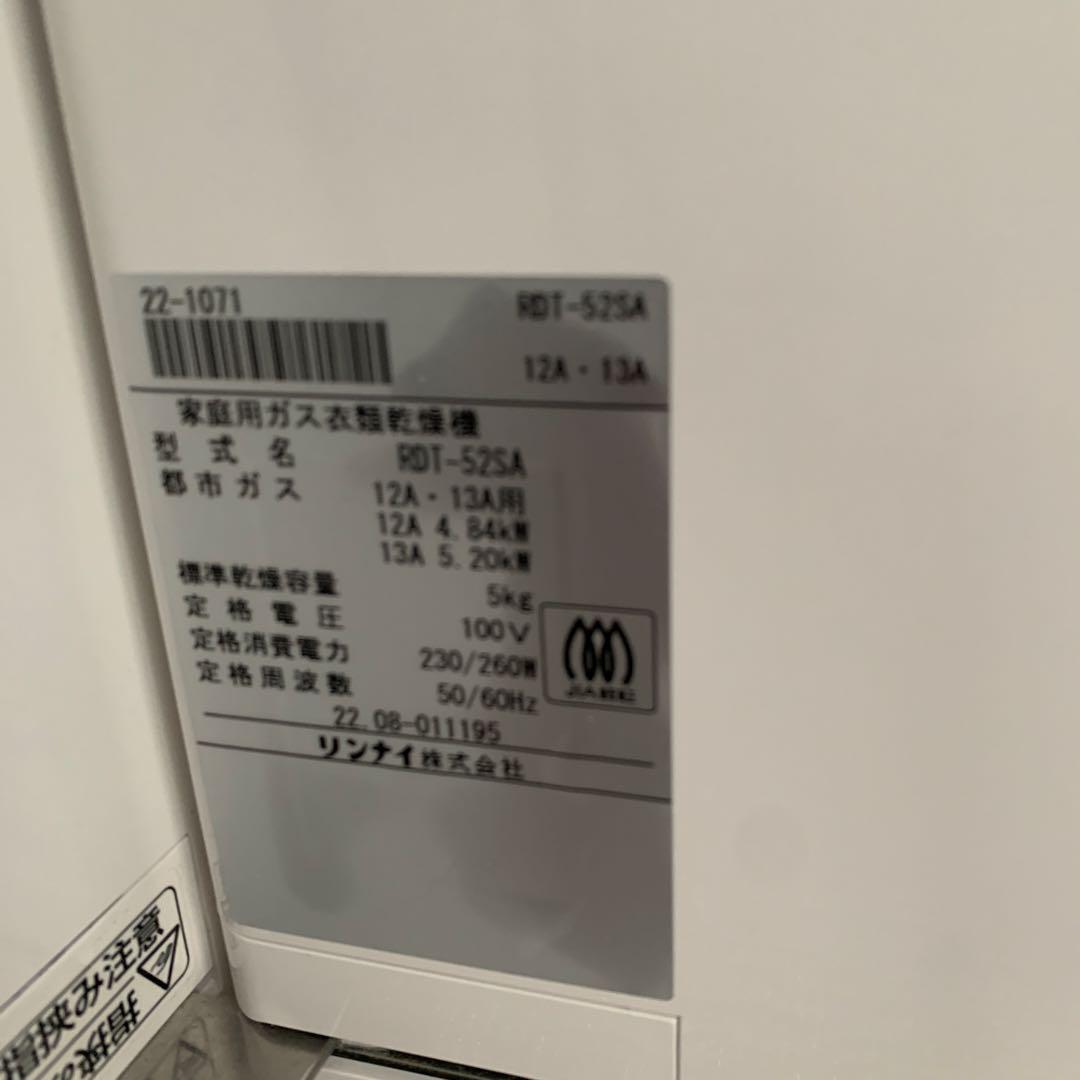 22-1071 RDT-52SA
12A・13A
家庭用ガス衣類乾燥機
型式名 RDT-52SA
都市ガス 12A・13A用
12A 4.84kW
13A 5.20kW
標準乾燥容量 5kg
定格電圧 100V
定格消費電力 230/260W
定格周波数 50/60Hz
22.08-011195
リンナイ株式会社
指挟み注意